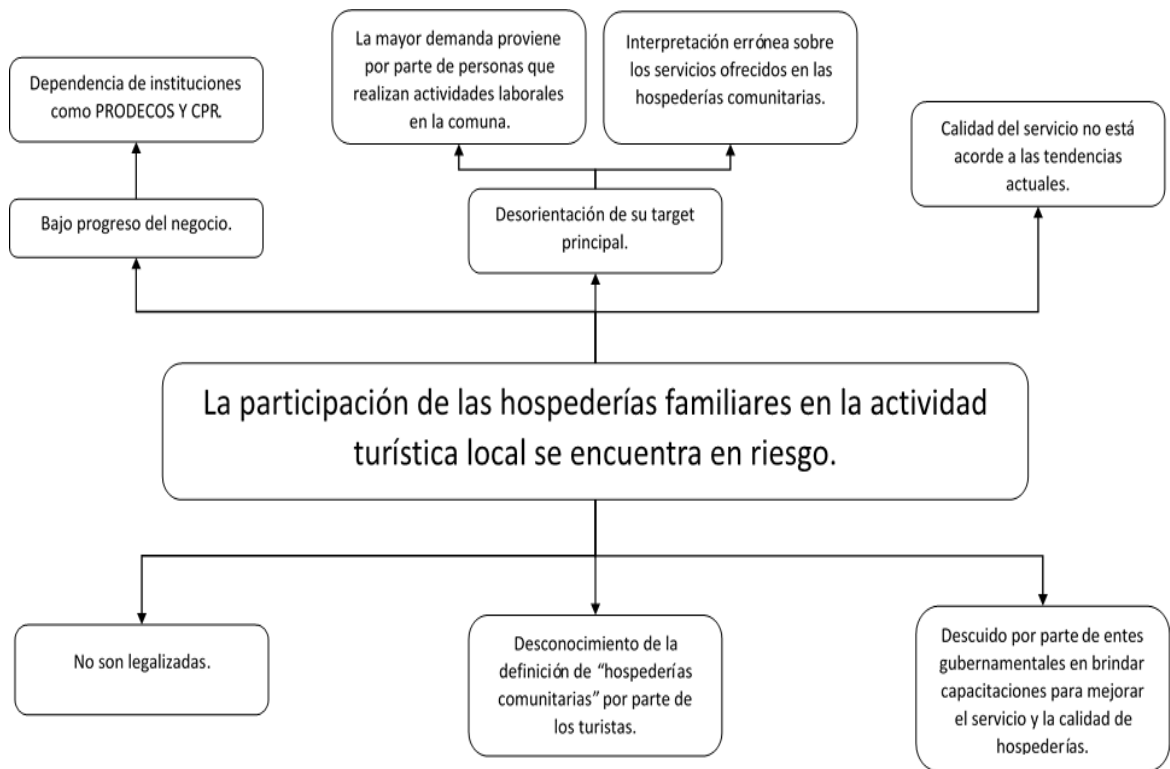 Dependencia de instituciones
como PRODECOS Y CPR.
La mayor demanda proviene
por parte de personas que
realizan actividades laborales
en la comuna.
Interpretación errónea sobre
los servicios ofrecidos en las
hospederías comunitarias.
Calidad del servicio no está
acorde a las tendencias
actuales.
Bajo progreso del negocio.
Desorientación de su target
principal.
La participación de las hospederías familiares en la actividad
turística local se encuentra en riesgo.
No son legalizadas.
Desconocimiento de la
definición de “hospederías
comunitarias” por parte de
los turistas.
Descuido por parte de entes
gubernamentales en brindar
capacitaciones para mejorar
el servicio y la calidad de
hospederías.